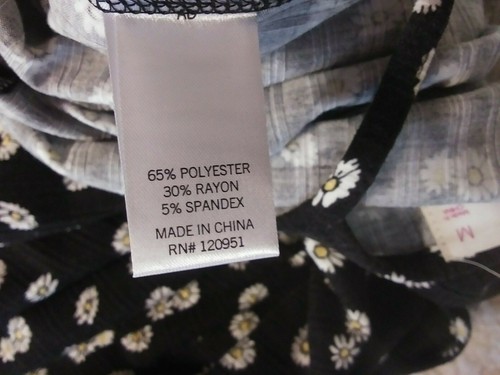 65% POLYESTER
30% RAYON
5% SPANDEX
MADE IN CHINA
RN# 120951
M